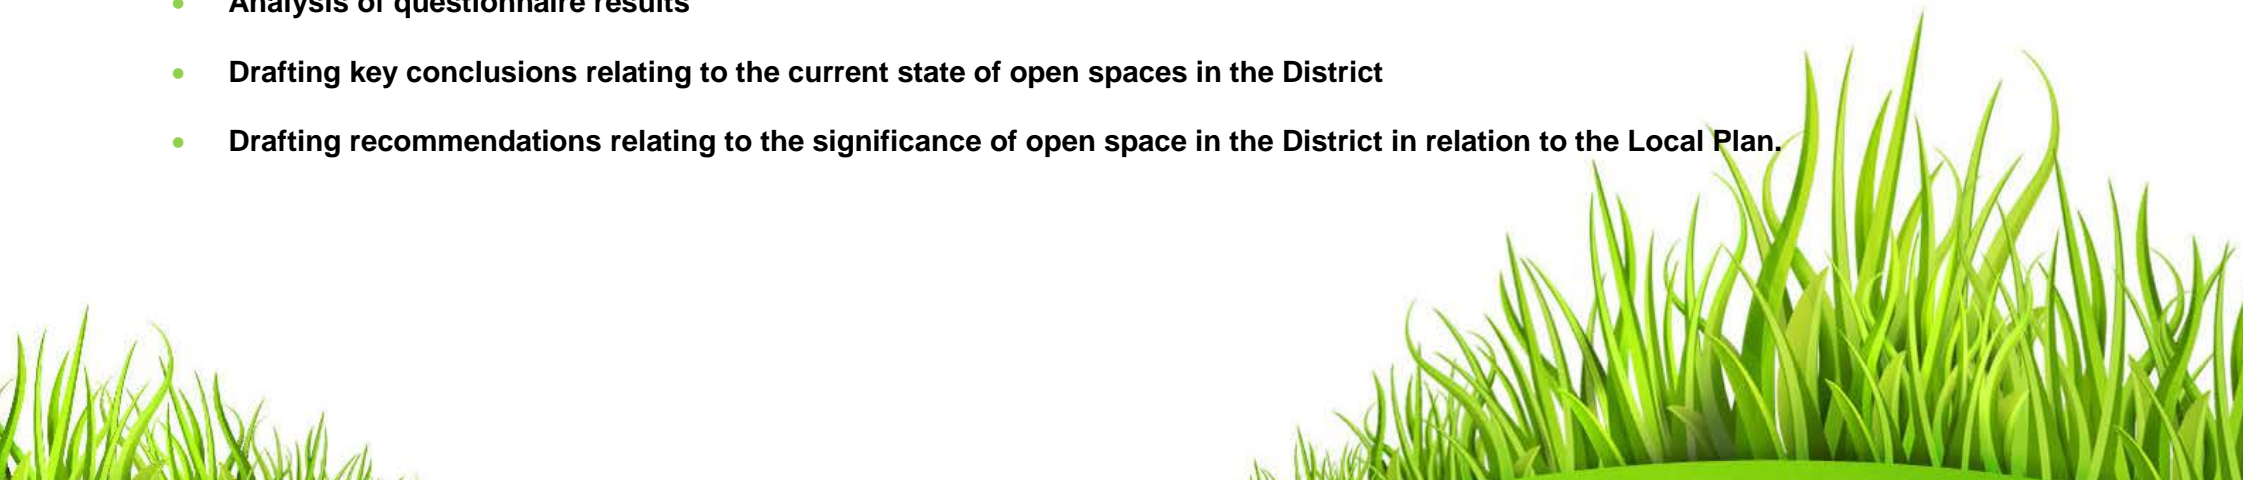 Analysis of questionnaire results
Drafting key conclusions relating to the current state of open spaces in the District
Drafting recommendations relating to the significance of open space in the District in relation to the Local Plan.